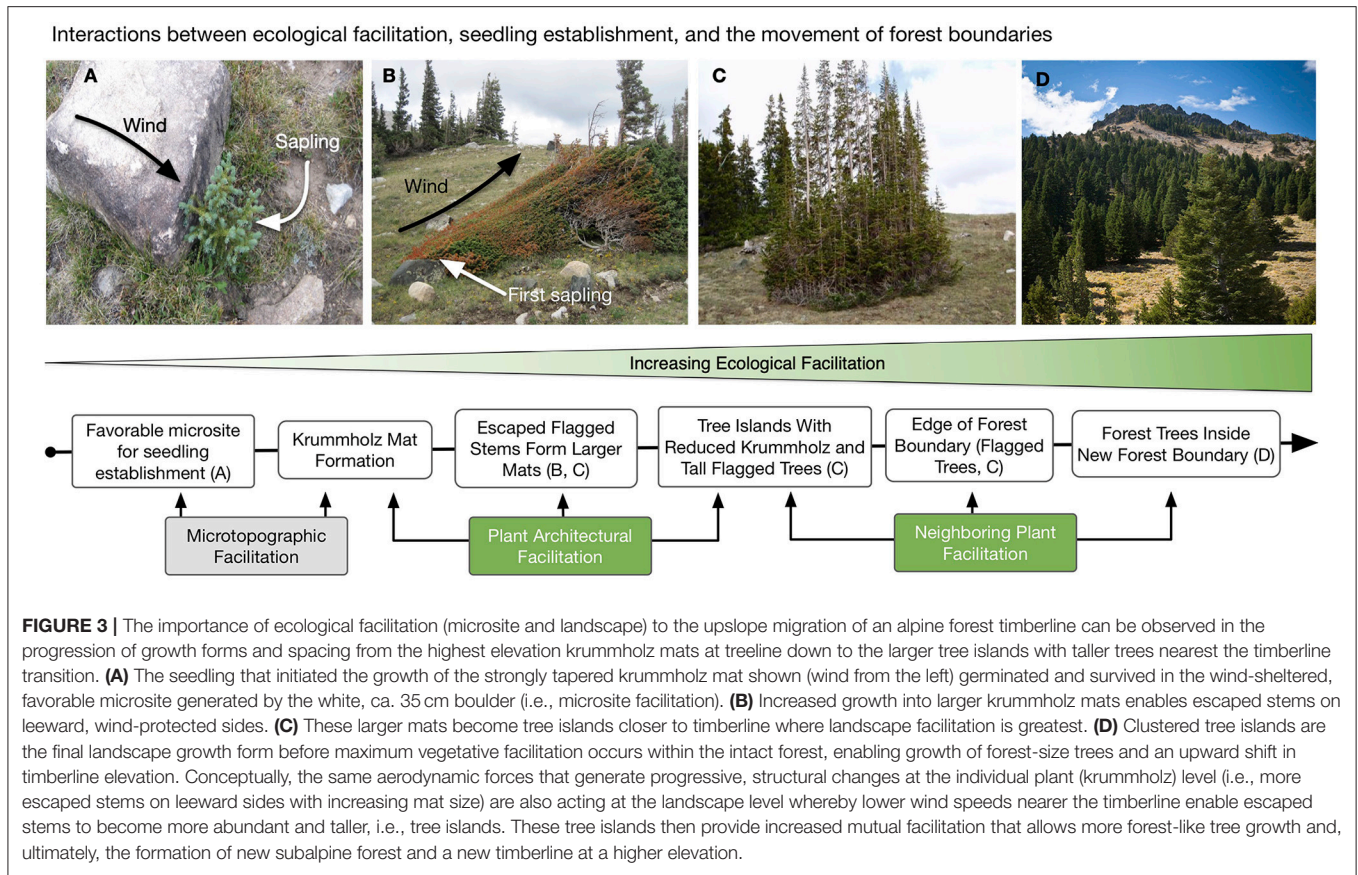 Interactions between ecological facilitation, seedling establishment, and the movement of forest boundaries
A
Wind
Sapling
B
Wind
First sapling
C
D
Increasing Ecological Facilitation
Favorable microsite
for seedling
establishment (A)
Krummholz Mat
Formation
Escaped Flagged
Stems Form Larger
Mats (B, C)
Tree Islands With
Reduced Krummholz and
Tall Flagged Trees (C)
Edge of Forest
Boundary (Flagged
Trees, C)
Forest Trees Inside
New Forest Boundary (D)
Microtopographic
Facilitation
Plant Architectural
Facilitation
Neighboring Plant
Facilitation
FIGURE 3 | The importance of ecological facilitation (microsite and landscape) to the upslope migration of an alpine forest timberline can be observed in the
progression of growth forms and spacing from the highest elevation krummholz mats at treeline down to the larger tree islands with taller trees nearest the timberline
transition. (A) The seedling that initiated the growth of the strongly tapered krummholz mat shown (wind from the left) germinated and survived in the wind-sheltered,
favorable microsite generated by the white, ca. 35 cm boulder (i.e., microsite facilitation). (B) Increased growth into larger krummholz mats enables escaped stems on
leeward, wind-protected sides. (C) These larger mats become tree islands closer to timberline where landscape facilitation is greatest. (D) Clustered tree islands are
the final landscape growth form before maximum vegetative facilitation occurs within the intact forest, enabling growth of forest-size trees and an upward shift in
timberline elevation. Conceptually, the same aerodynamic forces that generate progressive, structural changes at the individual plant (krummholz) level (i.e., more
escaped stems on leeward sides with increasing mat size) are also acting at the landscape level whereby lower wind speeds nearer the timberline enable escaped
stems to become more abundant and taller, i.e., tree islands. These tree islands then provide increased mutual facilitation that allows more forest-like tree growth and,
ultimately, the formation of new subalpine forest and a new timberline at a higher elevation.